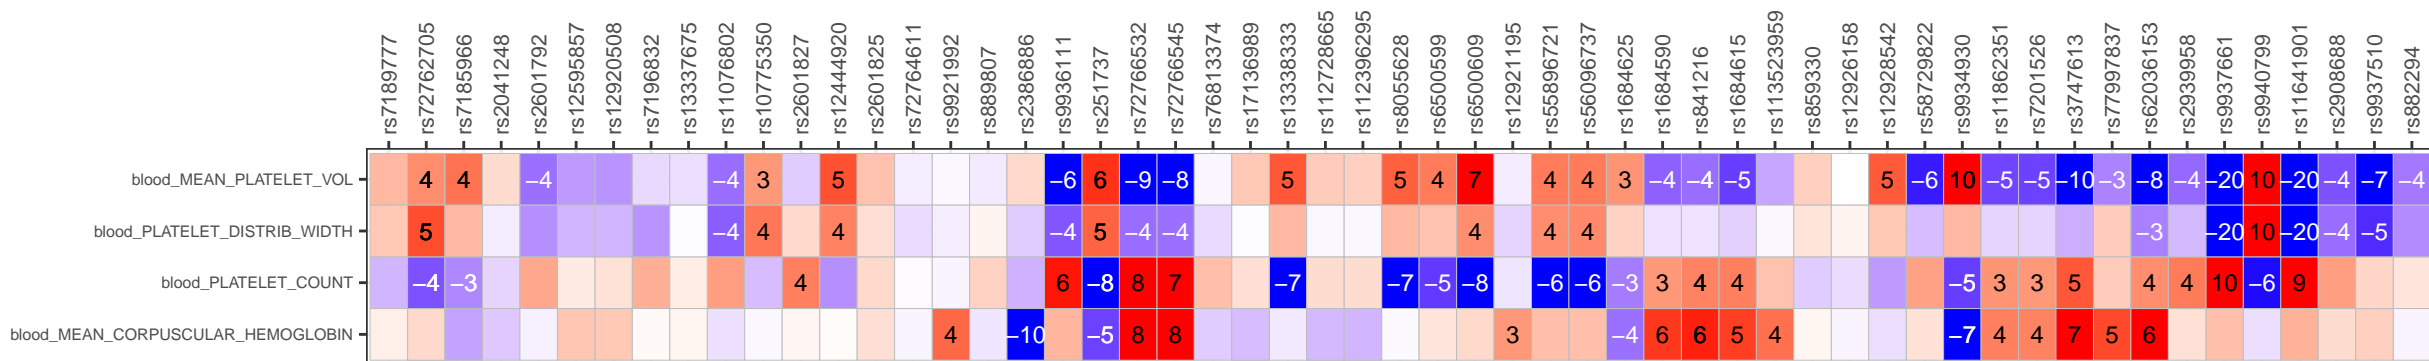 rs7189777
rs72762705
rs7185966
rs2041248
rs2601792
rs12595857
rs12920508
rs7196832
rs13337675
rs11076802
rs10775350
rs2601827
rs12444920
rs2601825
rs72764611
rs9921992
rs889807
rs2386886
rs9936111
rs251737
rs72766532
rs72766545
rs76813374
rs17136989
rs13338333
rs112728665
rs112396295
rs8055628
rs6500599
rs6500609
rs12921195
rs55896721
rs56096737
rs1684625
rs1684590
rs841216
rs1684615
rs113523959
rs859330
rs12926158
rs12928542
rs58729822
rs9934930
rs11862351
rs7201526
rs3747613
rs77997837
rs62036153
rs2939958
rs9937661
rs9940799
rs11641901
rs2908688
rs9937510
rs882294
blood_MEAN_PLATELET_VOL 4 4 −4 −4 3 5 −6 6 −9 −8 5 5 4 7 4 4 3 −4 −4 −5 5 −6 10 −5 −5 −10 −3 −8 −4 −20 10 −20 −4 −7 −4
blood_PLATELET_DISTRIB_WIDTH 5 −4 4 4 −4 5 −4 −4 4 4 4 −3 −20 10 −20 −4 −5
blood_PLATELET_COUNT −4 −3 4 6 −8 8 7 −7 −7 −5 −8 −6 −6 −3 3 4 4 −5 3 3 5 4 4 10 −6 9
blood_MEAN_CORPUSCULAR_HEMOGLOBIN 4 −10 −5 8 8 3 −4 6 6 5 4 −7 4 4 7 5 6